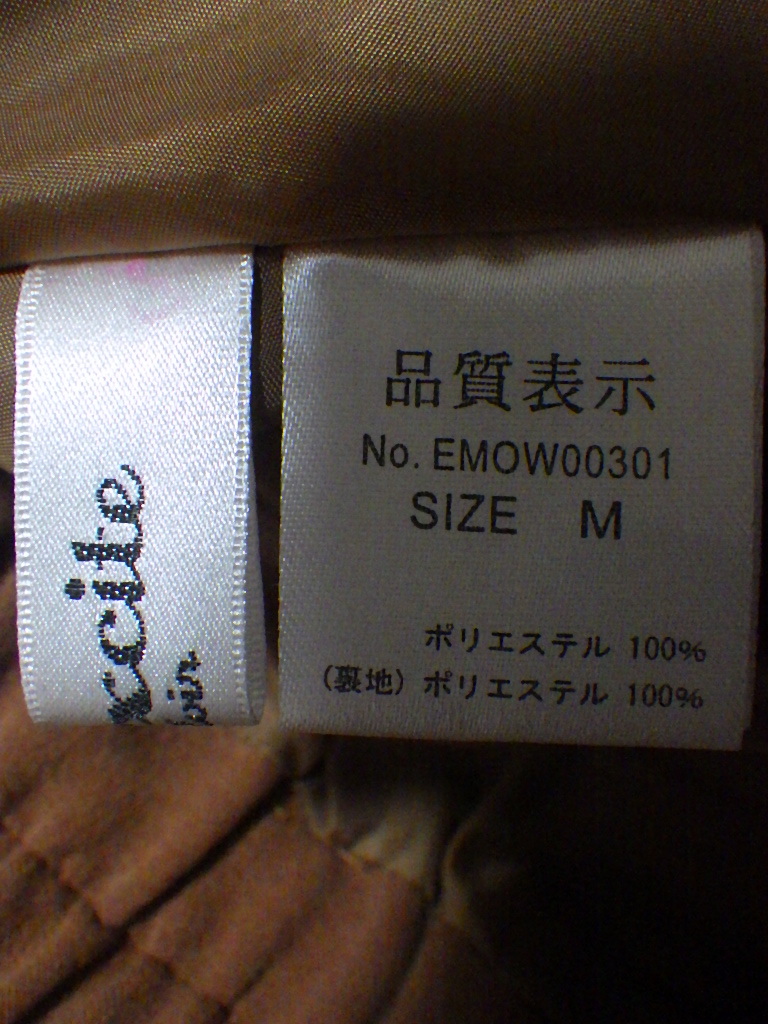 xcite
品質表示
No. EMOW00301
SIZE M
ポリエステル 100%
(裏地) ポリエステル 100%